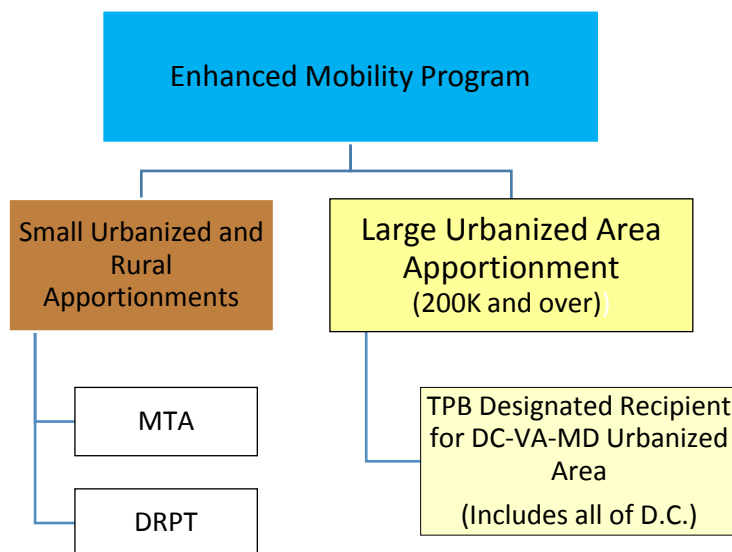 Enhanced Mobility Program
Small Urbanized and
Rural
Apportionments
Large Urbanized Area
Apportionment
(200K and over))
MTA
DRPT
TPB Designated Recipient
for DC-VA-MD Urbanized
Area
(Includes all of D.C.)